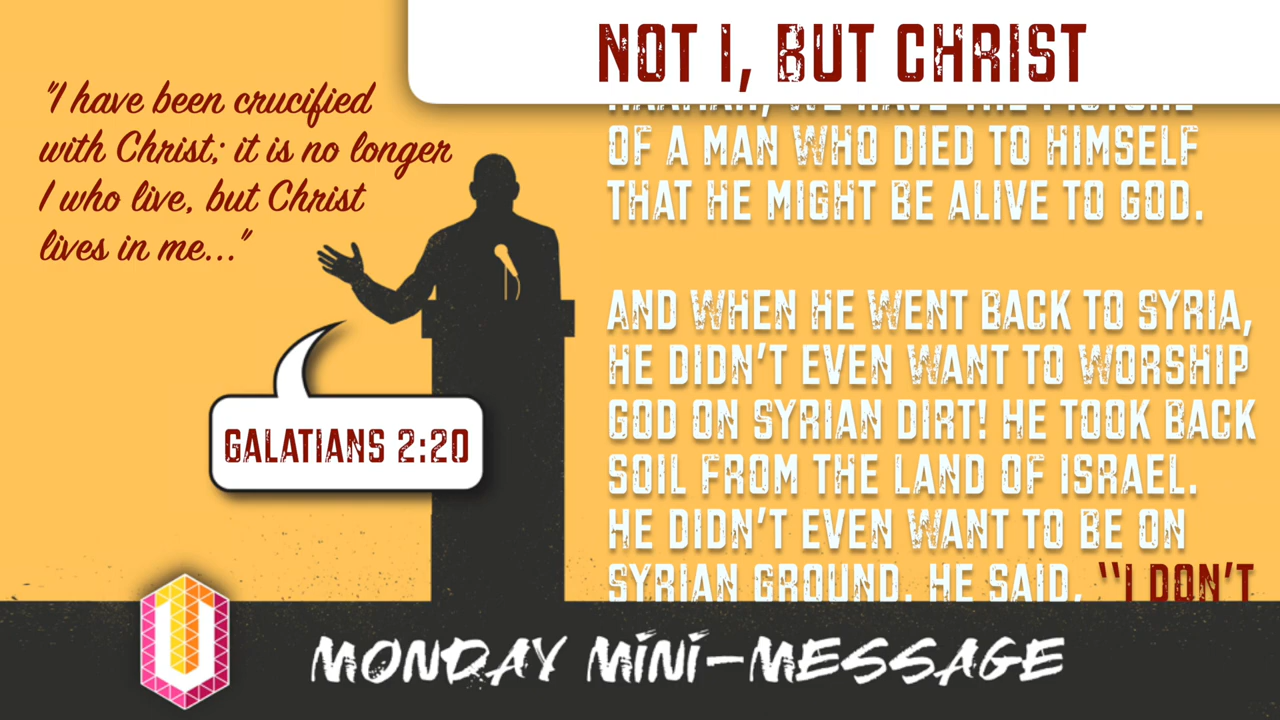 NOT I, BUT CHRIST
"I have been crucified
with Christ; it is no longer
I who live, but Christ
lives in me..."
GALATIANS 2:20
OF A MAN WHO DIED TO HIMSELF
THAT HE MIGHT BE ALIVE TO GOD.
AND WHEN HE WENT BACK TO SYRIA,
HE DIDN'T EVEN WANT TO WORSHIP
GOD ON SYRIAN DIRT! HE TOOK BACK
SOIL FROM THE LAND OF ISRAEL.
HE DIDN'T EVEN WANT TO BE ON
SYRIAN GROUND. HE SAID, "I DON'T
U
MONDAY MINI-MESSAGE